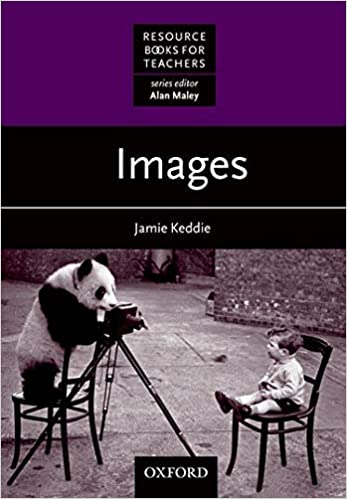 RESOURCE
BOOKS FOR
TEACHERS
series editor
Alan Maley
Images
Jamie Keddie
OXFORD